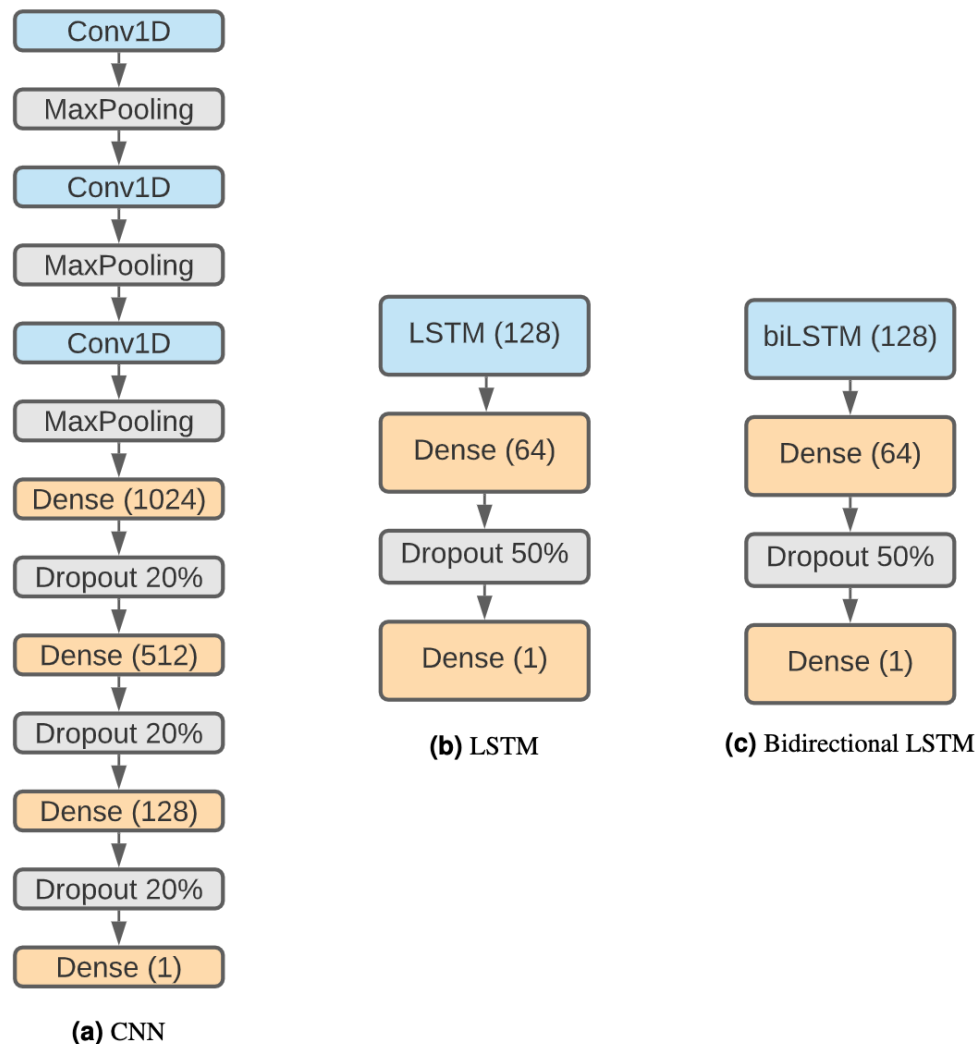 Conv1D
MaxPooling
Conv1D
MaxPooling
Conv1D
MaxPooling
Dense (1024)
Dropout 20%
Dense (512)
Dropout 20%
Dense (128)
Dropout 20%
Dense (1)
(a) CNN
LSTM (128)
Dense (64)
Dropout 50%
Dense (1)
(b) LSTM
biLSTM (128)
Dense (64)
Dropout 50%
Dense (1)
(c) Bidirectional LSTM